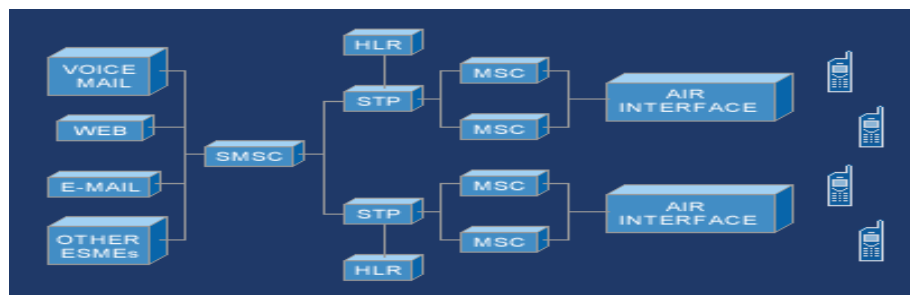 VOICE
MAIL
WEB
E-MAIL
OTHER
ESMEs
SMSC
HLR
STP
MSC
MSC
AIR
INTERFACE
STP
HLR
MSC
MSC
AIR
INTERFACE